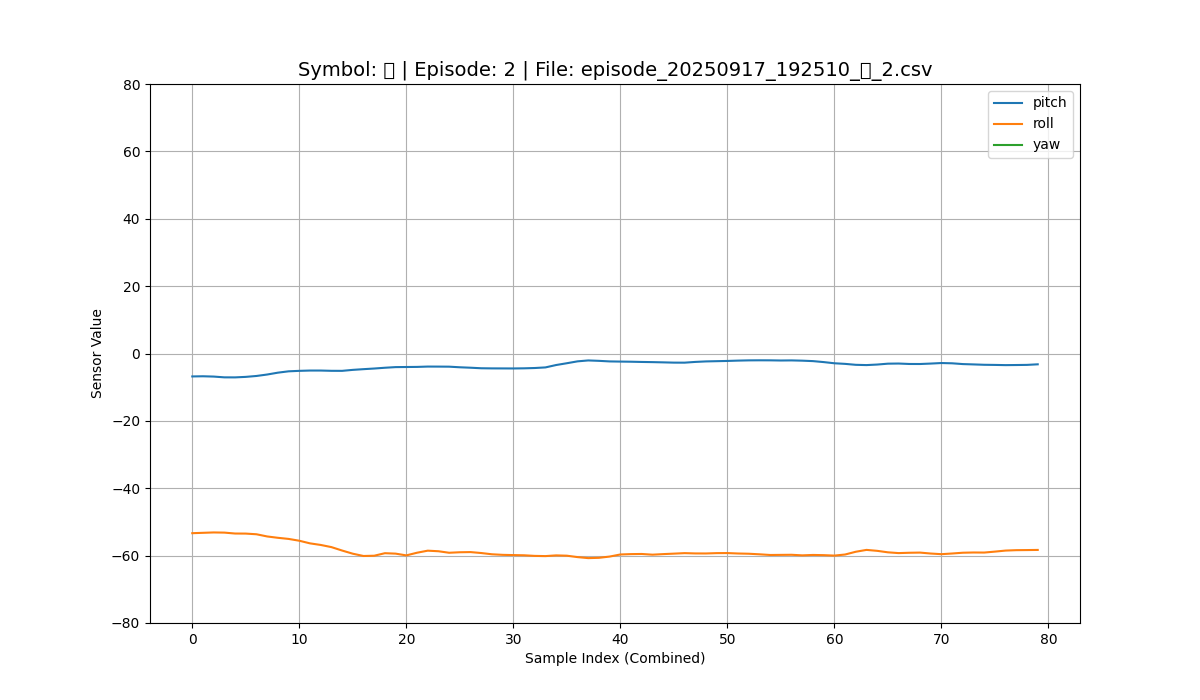 Symbol: | Episode: 2 | File: episode_20250917_192510_ _2.csv
pitch
roll
yaw
80
60
40
20
0
−20
−40
−60
−80
Sensor Value
0 10 20 30 40 50 60 70 80
Sample Index (Combined)